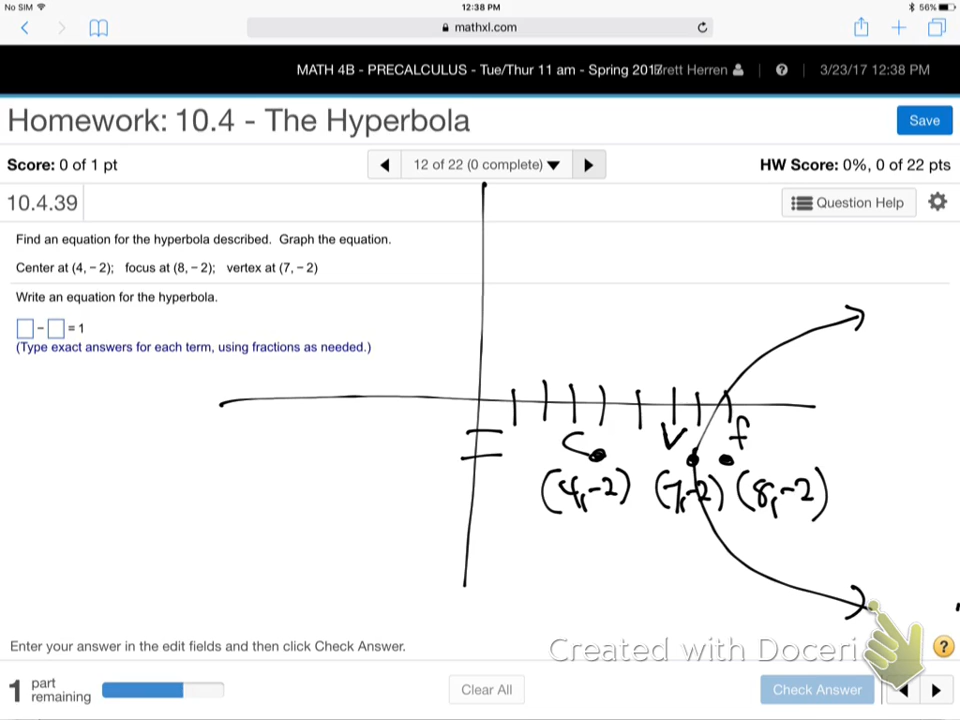 No SIM 12:38 PM 56%
mathxl.com
MATH 4B - PRECALCULUS - Tue/Thur 11 am - Spring 2017 Brett Herren 3/23/17 12:38 PM
Homework: 10.4 - The Hyperbola Save
Score: 0 of 1 pt 12 of 22 (0 complete) HW Score: 0%, 0 of 22 pts
10.4.39 Question Help
Find an equation for the hyperbola described. Graph the equation.
Center at (4, − 2); focus at (8, − 2); vertex at (7, − 2)
Write an equation for the hyperbola.
− = 1
(Type exact answers for each term, using fractions as needed.)
C V f
(4,-2) (7,-2) (8,-2)
Enter your answer in the edit fields and then click Check Answer.
Created with Doceri
?
1 part remaining Clear All Check Answer